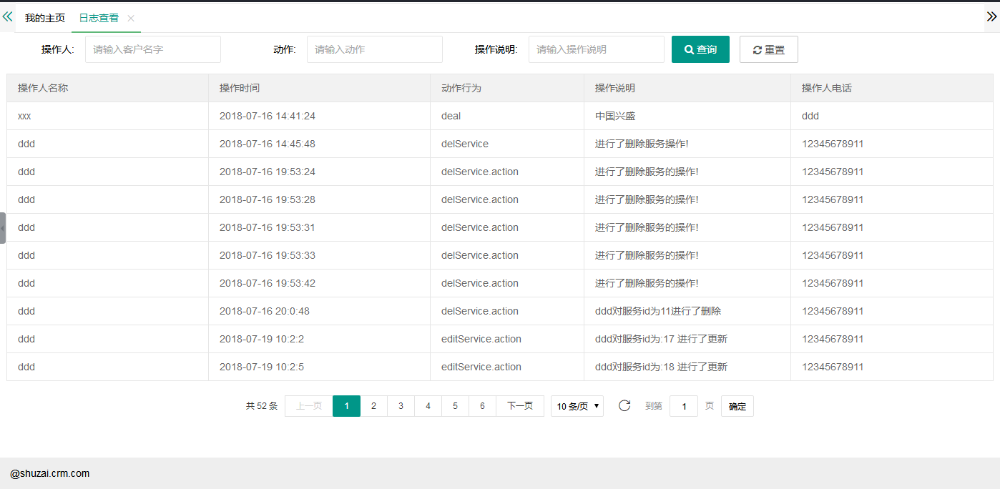 我的主页 日志查看
操作人: 请输入客户名字 动作: 请输入动作 操作说明: 请输入操作说明 查询 重置
操作人名称 操作时间 动作行为 操作说明 操作人电话
xxx 2018-07-16 14:41:24 deal 中国兴盛 ddd
ddd 2018-07-16 14:45:48 delService 进行了删除服务操作! 12345678911
ddd 2018-07-16 19:53:24 delService.action 进行了删除服务的操作! 12345678911
ddd 2018-07-16 19:53:28 delService.action 进行了删除服务的操作! 12345678911
ddd 2018-07-16 19:53:31 delService.action 进行了删除服务的操作! 12345678911
ddd 2018-07-16 19:53:33 delService.action 进行了删除服务的操作! 12345678911
ddd 2018-07-16 19:53:42 delService.action 进行了删除服务的操作! 12345678911
ddd 2018-07-16 20:0:48 delService.action ddd对服务id为11进行了删除 12345678911
ddd 2018-07-19 10:2:2 editService.action ddd对服务id为:17 进行了更新 12345678911
ddd 2018-07-19 10:2:5 editService.action ddd对服务id为:18 进行了更新 12345678911
共 52 条 上一页 1 2 3 4 5 6 下一页 10 条/页 到第 1 页 确定
@shuzai.crm.com